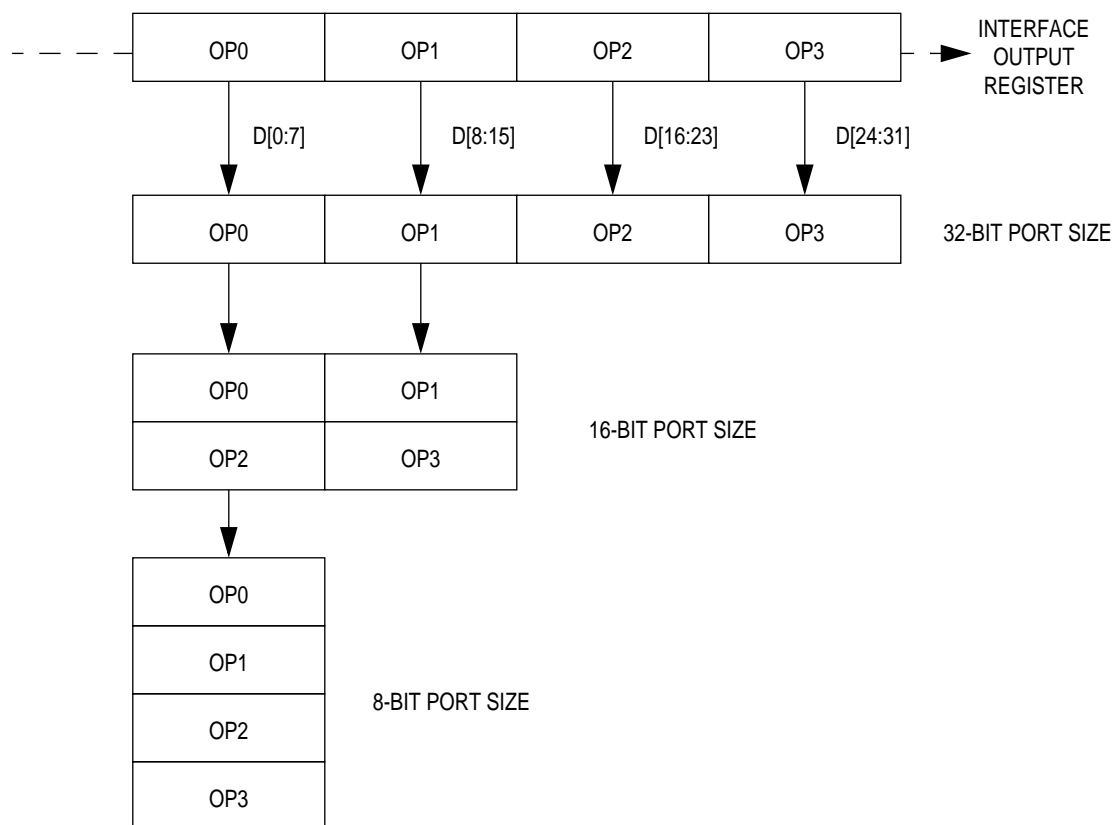 OP0 OP1 OP2 OP3
INTERFACE
OUTPUT
REGISTER
D[0:7] D[8:15] D[16:23] D[24:31]
OP0 OP1 OP2 OP3 32-BIT PORT SIZE
OP0 OP1
16-BIT PORT SIZE
OP2 OP3
OP0
OP1
8-BIT PORT SIZE
OP2
OP3